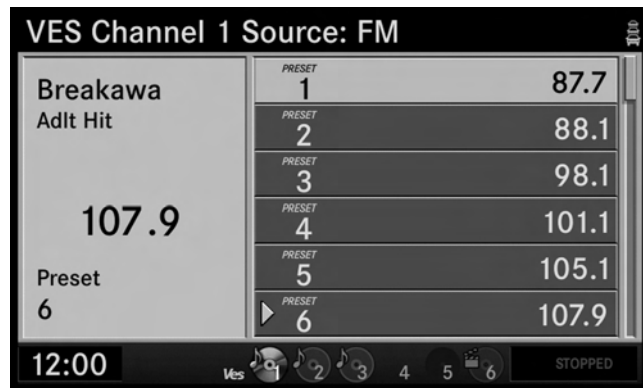 VES Channel 1 Source: FM
Breakawa
Adlt Hit
107.9
Preset
6
PRESET 1 87.7
PRESET 2 88.1
PRESET 3 98.1
PRESET 4 101.1
PRESET 5 105.1
PRESET 6 107.9
12:00 Ves 1 2 3 4 5 6 STOPPED